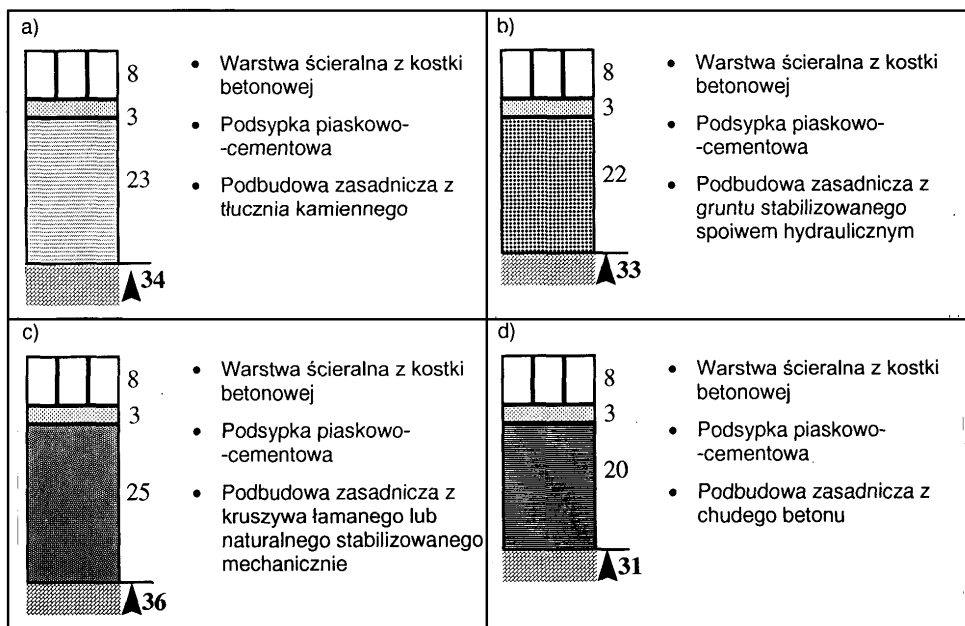 a)
8
3
23
34
• Warstwa ścieralna z kostki
betonowej
• Podsypka piaskowo-
-cementowa
• Podbudowa zasadnicza z
tłucznia kamiennego
b)
8
3
22
33
• Warstwa ścieralna z kostki
betonowej
• Podsypka piaskowo-
-cementowa
• Podbudowa zasadnicza z
gruntu stabilizowanego
spoiwem hydraulicznym
c)
8
3
25
36
• Warstwa ścieralna z kostki
betonowej
• Podsypka piaskowo-
-cementowa
• Podbudowa zasadnicza z
kruszywa łamanego lub
naturalnego stabilizowanego
mechanicznie
d)
8
3
20
31
• Warstwa ścieralna z kostki
betonowej
• Podsypka piaskowo-
-cementowa
• Podbudowa zasadnicza z
chudego betonu